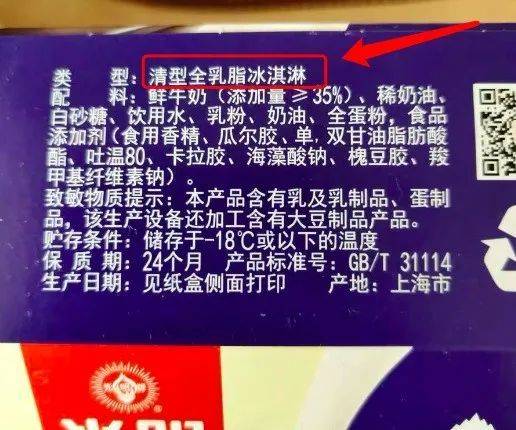 类 型：清型全乳脂冰淇淋
配 料：鲜牛奶（添加量≥35%）、稀奶油、
白砂糖、饮用水、乳粉、奶油、全蛋粉，食品
添加剂（食用香精、瓜尔胶、单，双甘油脂肪酸
酯、吐温80、卡拉胶、海藻酸钠、槐豆胶、羧
甲基纤维素钠）。
致敏物质提示：本产品含有乳及乳制品、蛋制
品，该生产设备还加工含有大豆制品产品。
贮存条件：储存于-18℃或以下的温度
保 质 期：24个月 产品标准号：GB/T 31114
生产日期：见纸盒侧面打印 产地：上海市